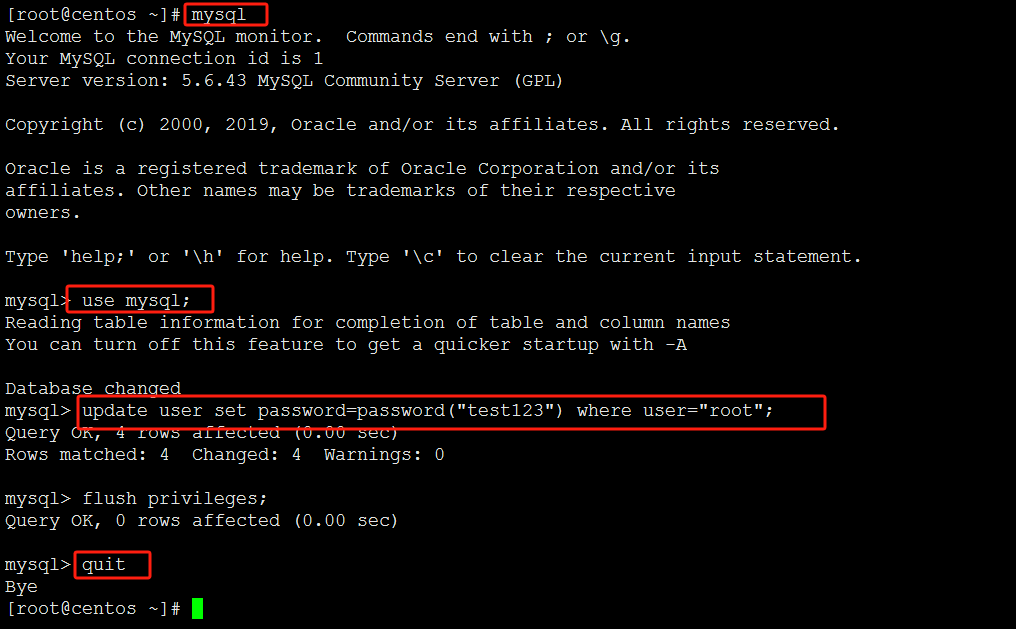 [root@centos ~]# mysql
Welcome to the MySQL monitor.  Commands end with ; or \g.
Your MySQL connection id is 1
Server version: 5.6.43 MySQL Community Server (GPL)
Copyright (c) 2000, 2019, Oracle and/or its affiliates. All rights reserved.
Oracle is a registered trademark of Oracle Corporation and/or its
affiliates. Other names may be trademarks of their respective
owners.
Type 'help;' or '\h' for help. Type '\c' to clear the current input statement.
mysql> use mysql;
Reading table information for completion of table and column names
You can turn off this feature to get a quicker startup with -A
Database changed
mysql> update user set password=password("test123") where user="root";
Query OK, 4 rows affected (0.00 sec)
Rows matched: 4  Changed: 4  Warnings: 0
mysql> flush privileges;
Query OK, 0 rows affected (0.00 sec)
mysql> quit
Bye
[root@centos ~]#